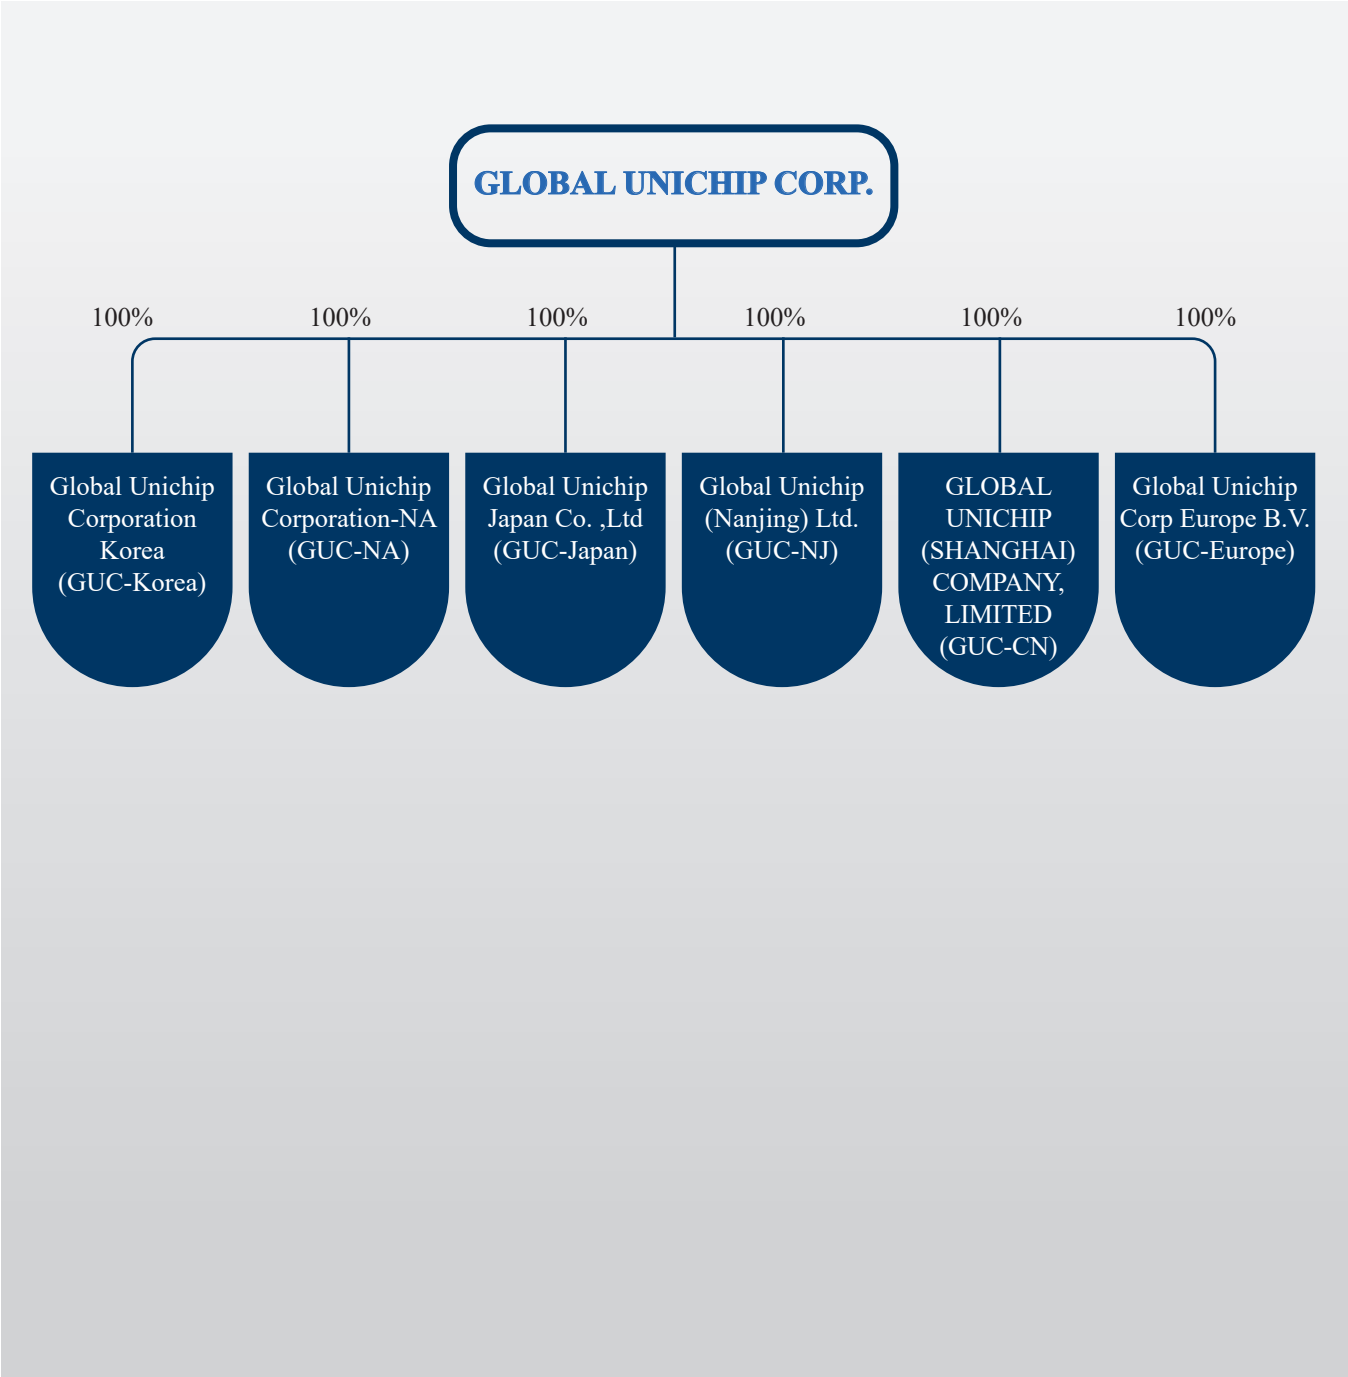 GLOBAL UNICHIP CORP.
100%
100%
100%
100%
100%
100%
Global Unichip
Corporation
Korea
(GUC-Korea)
Global Unichip
Corporation-NA
(GUC-NA)
Global Unichip
Japan Co. ,Ltd
(GUC-Japan)
Global Unichip
(Nanjing) Ltd.
(GUC-NJ)
GLOBAL
UNICHIP
(SHANGHAI)
COMPANY,
LIMITED
(GUC-CN)
Global Unichip
Corp Europe B.V.
(GUC-Europe)